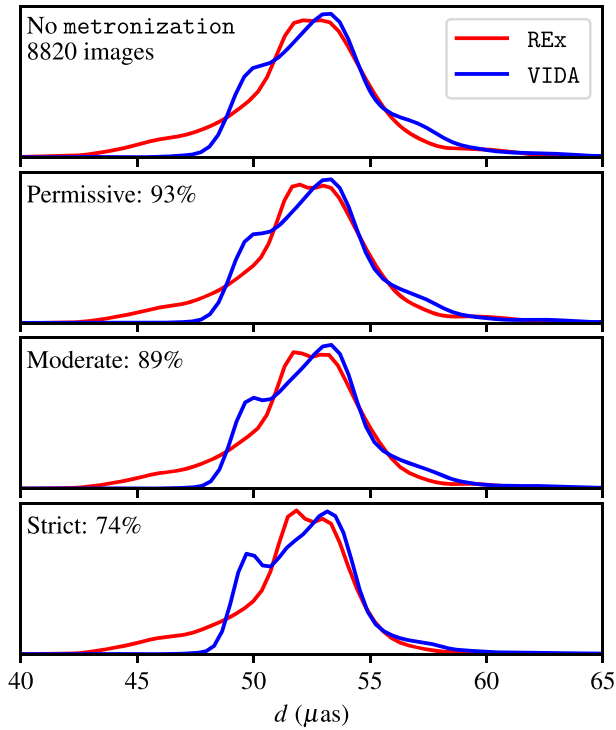 No metronization
8820 images
REx
VIDA
Permissive: 93%
Moderate: 89%
Strict: 74%
40 45 50 55 60 65
d (μas)